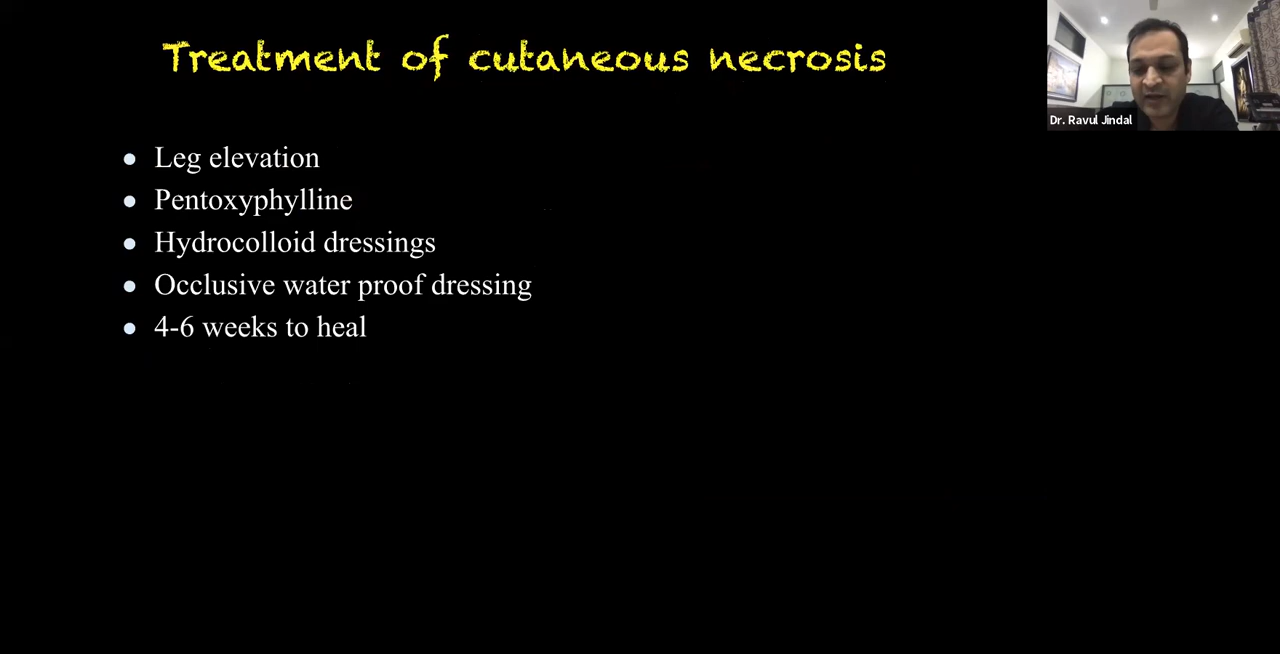 Treatment of cutaneous necrosis
Dr. Ravul Jindal
● Leg elevation
● Pentoxyphylline
● Hydrocolloid dressings
● Occlusive water proof dressing
● 4-6 weeks to heal